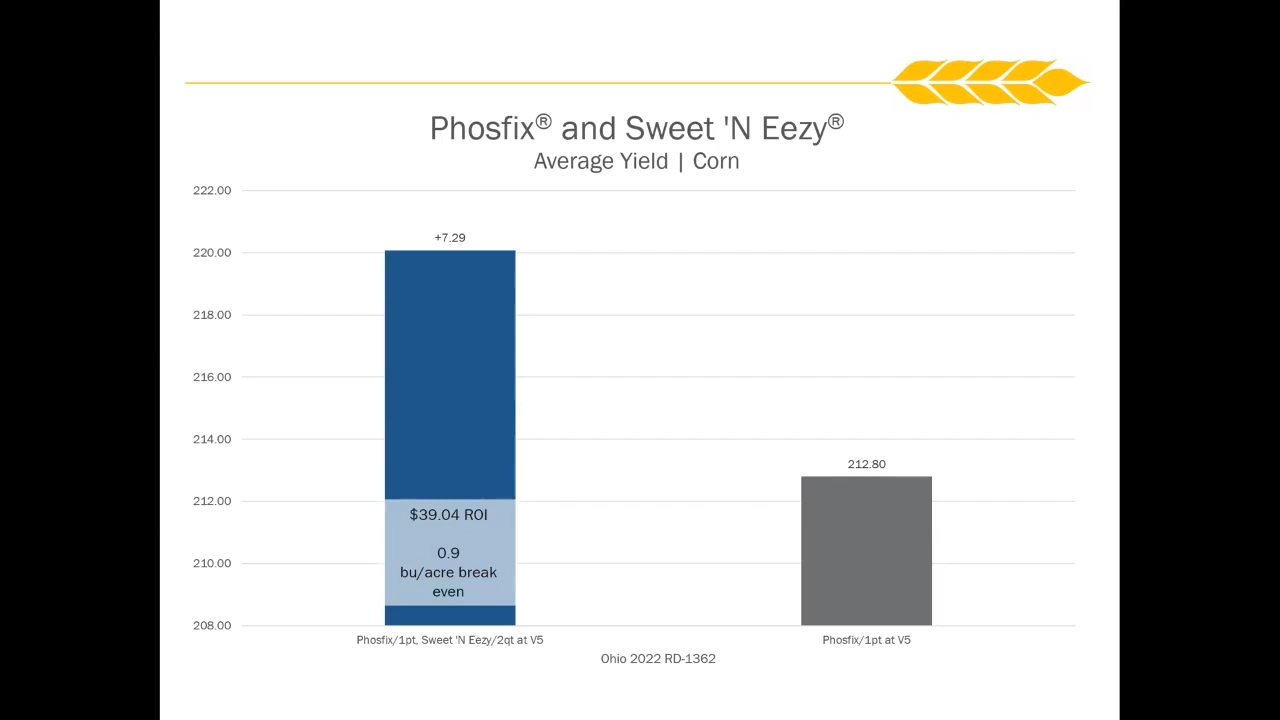 Phosfix® and Sweet 'N Eezy®
Average Yield | Corn
222.00
220.00
218.00
216.00
214.00
212.00
210.00
208.00
+7.29
$39.04 ROI
0.9
bu/acre break
even
212.80
Phosfix/1pt, Sweet 'N Eezy/2qt at V5
Phosfix/1pt at V5
Ohio 2022 RD-1362